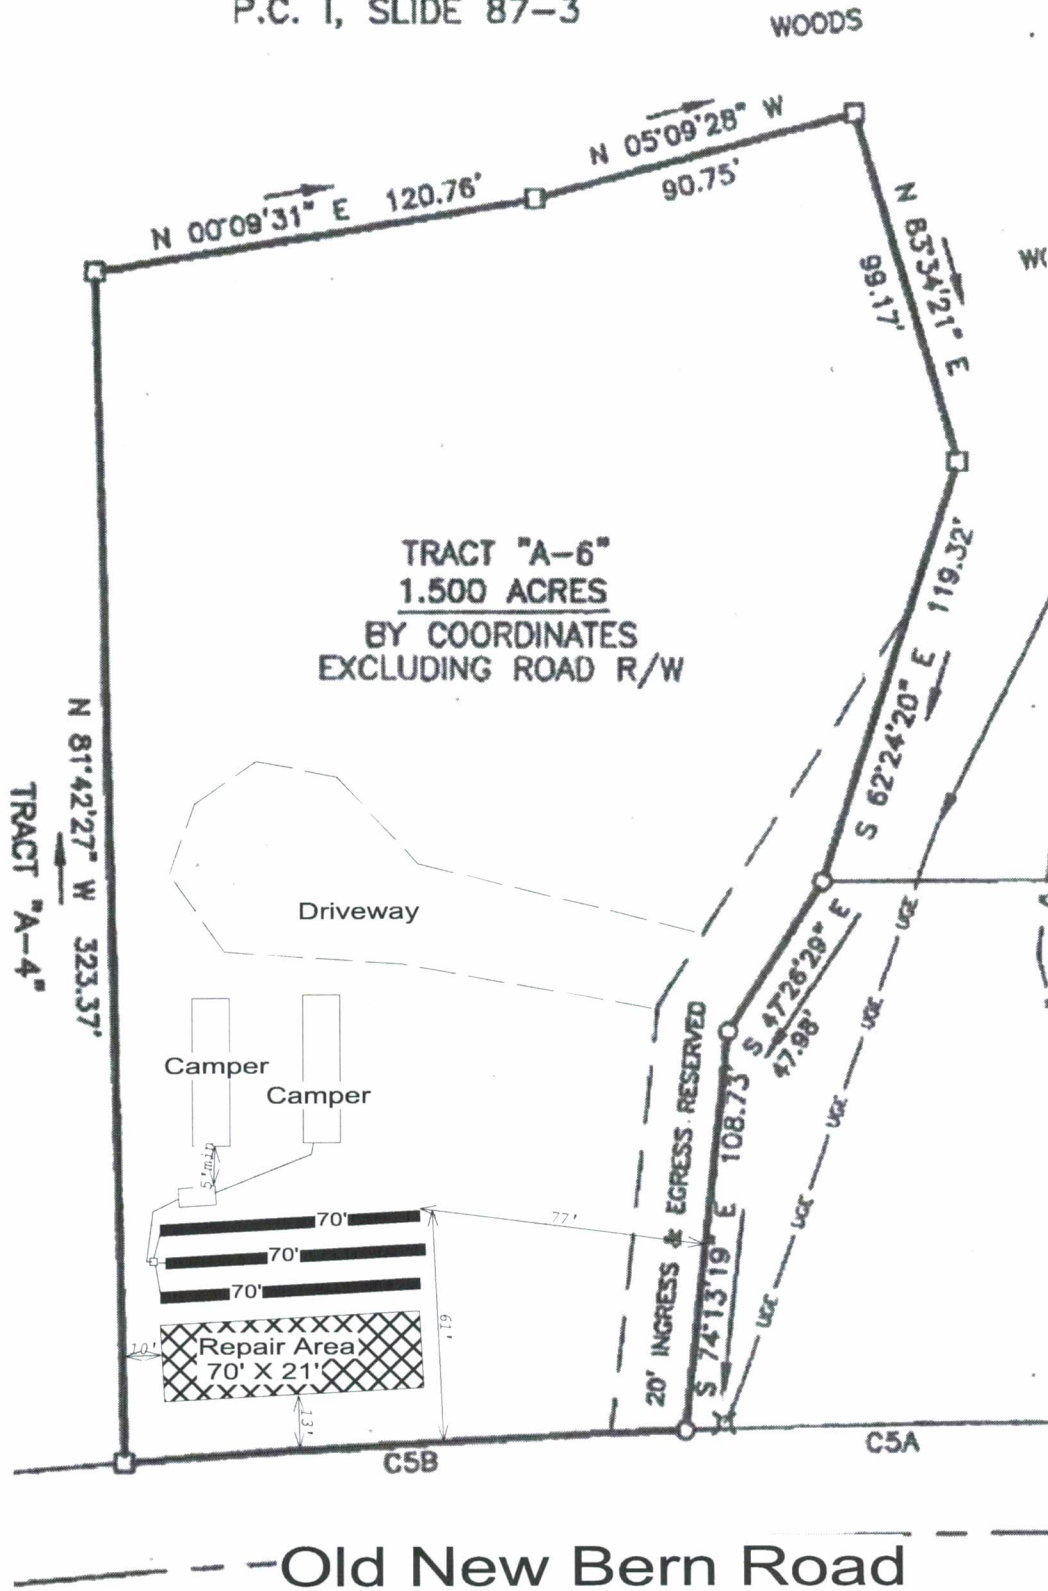 P.C. 1, SLIDE 87-3
WOODS
N 05°09'28" W
90.75'
N 00°09'31" E 120.76'
N 83°34'21" E
99.17'
TRACT "A-6"
1.500 ACRES
BY COORDINATES
EXCLUDING ROAD R/W
119.32'
S 62°24'20" E
N 81°42'27" W 323.37'
TRACT "A-4"
Driveway
S 47°26'29" E
47.98'
UGE
UGE
UGE
UGE
UGE
Camper
Camper
5'min
20' INGRESS & EGRESS RESERVED
108.73'
S 74°13'19" E
70'
70'
70'
77'
61'
10'
Repair Area
70' X 21'
13'
C5B
C5A
Old New Bern Road